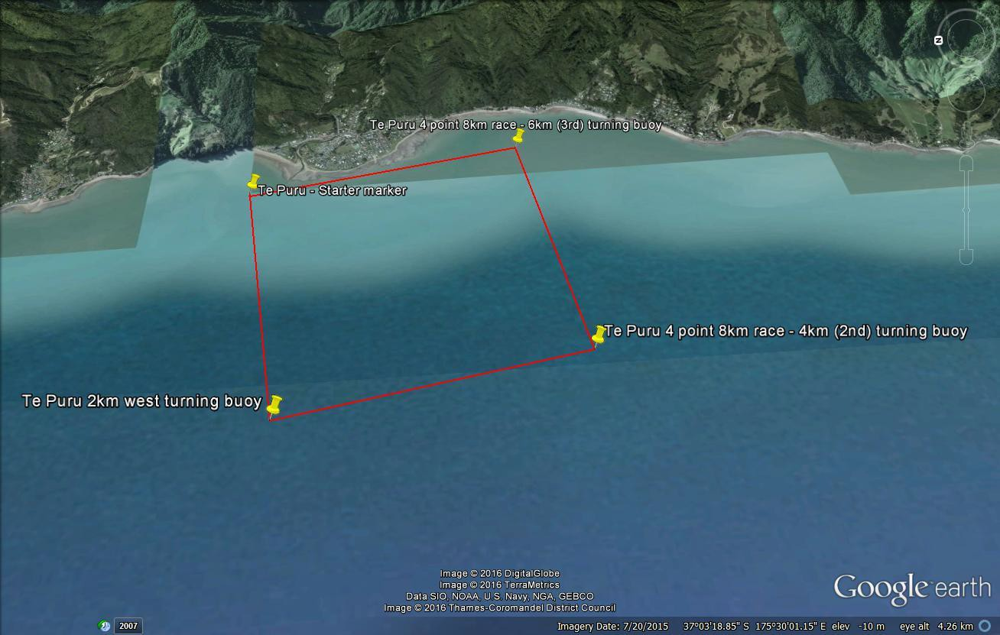 N
Te Puru 4 point 8km race - 6km (3rd) turning buoy
Te Puru - Starter marker
Te Puru 4 point 8km race - 4km (2nd) turning buoy
Te Puru 2km west turning buoy
Image © 2016 DigitalGlobe
Image © 2016 TerraMetrics
Data SIO, NOAA, U.S. Navy, NGA, GEBCO
Image © 2016 Thames-Coromandel District Council
Google earth
2007
Imagery Date: 7/20/2015 37°03'18.85" S 175°30'01.15" E elev -10 m eye alt 4.26 km